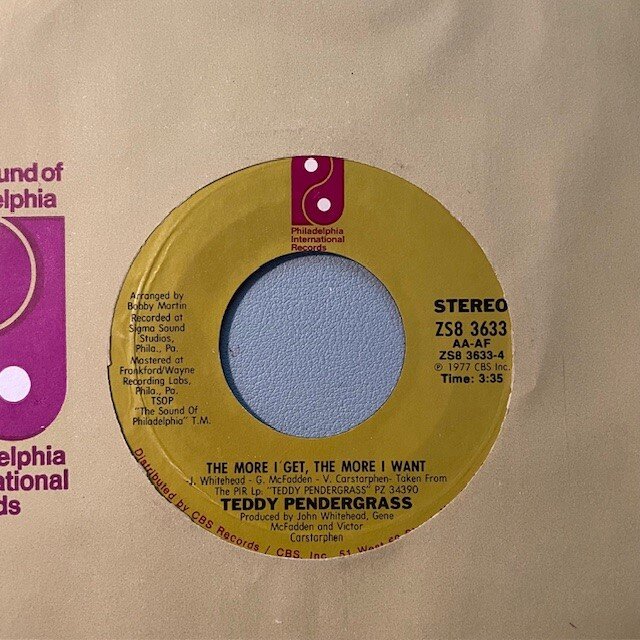 und of
elphia
elphia
national
ds
Philadelphia
International
Records
Arranged by
Bobby Martin
Recorded at
Sigma Sound
Studios,
Phila., Pa.
Mastered at
Frankford/Wayne
Recording Labs,
Phila., Pa.
TSOP
"The Sound Of
Philadelphia" T.M.
STEREO
ZS8 3633
AA-AF
ZS8 3633-4
℗ 1977 CBS Inc.
Time: 3:35
THE MORE I GET, THE MORE I WANT
J. Whitehead - G. McFadden - V. Carstarphen- Taken From
The PIR Lp: "TEDDY PENDERGRASS" PZ 34390
TEDDY PENDERGRASS
Produced by John Whitehead, Gene
McFadden and Victor
Carstarphen
Distributed by CBS Records / CBS, Inc. 51 West